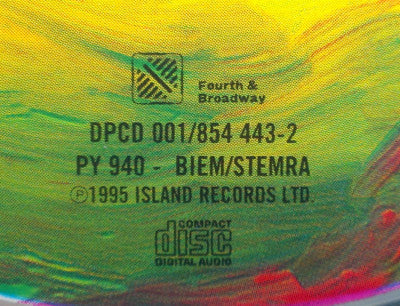 Fourth &
Broadway
DPCD 001/854 443-2
PY 940 - BIEM/STEMRA
℗1995 ISLAND RECORDS LTD.
COMPACT
disc
DIGITAL AUDIO